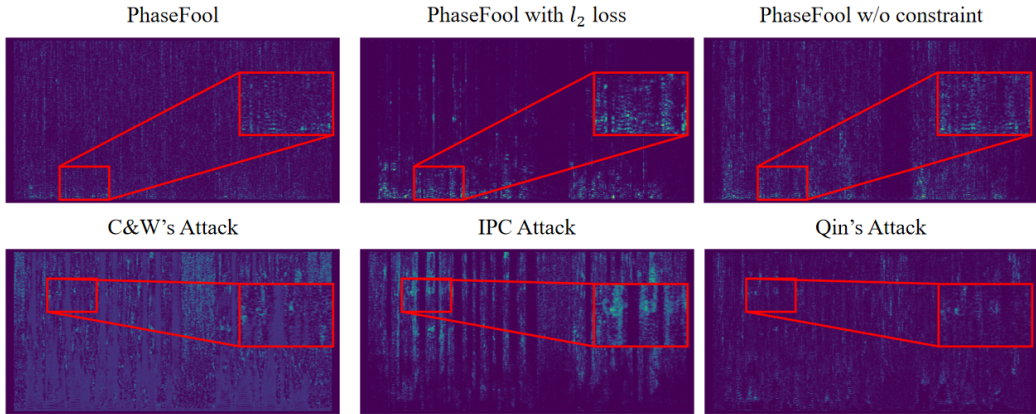 PhaseFool
PhaseFool with l₂ loss
PhaseFool w/o constraint
C&W's Attack
IPC Attack
Qin's Attack